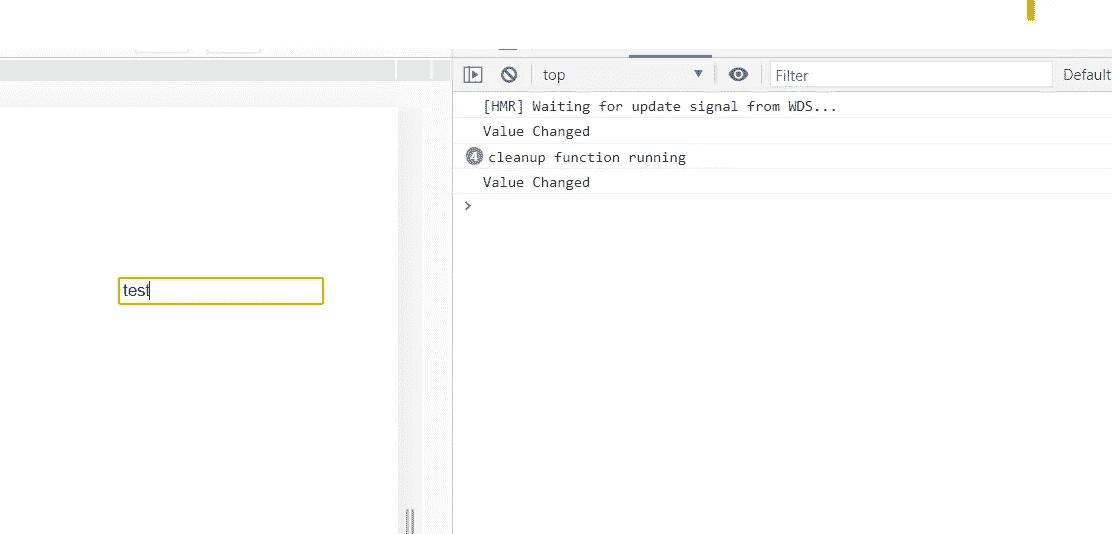 top
Filter
Default
[HMR] Waiting for update signal from WDS...
Value Changed
4 cleanup function running
Value Changed
test